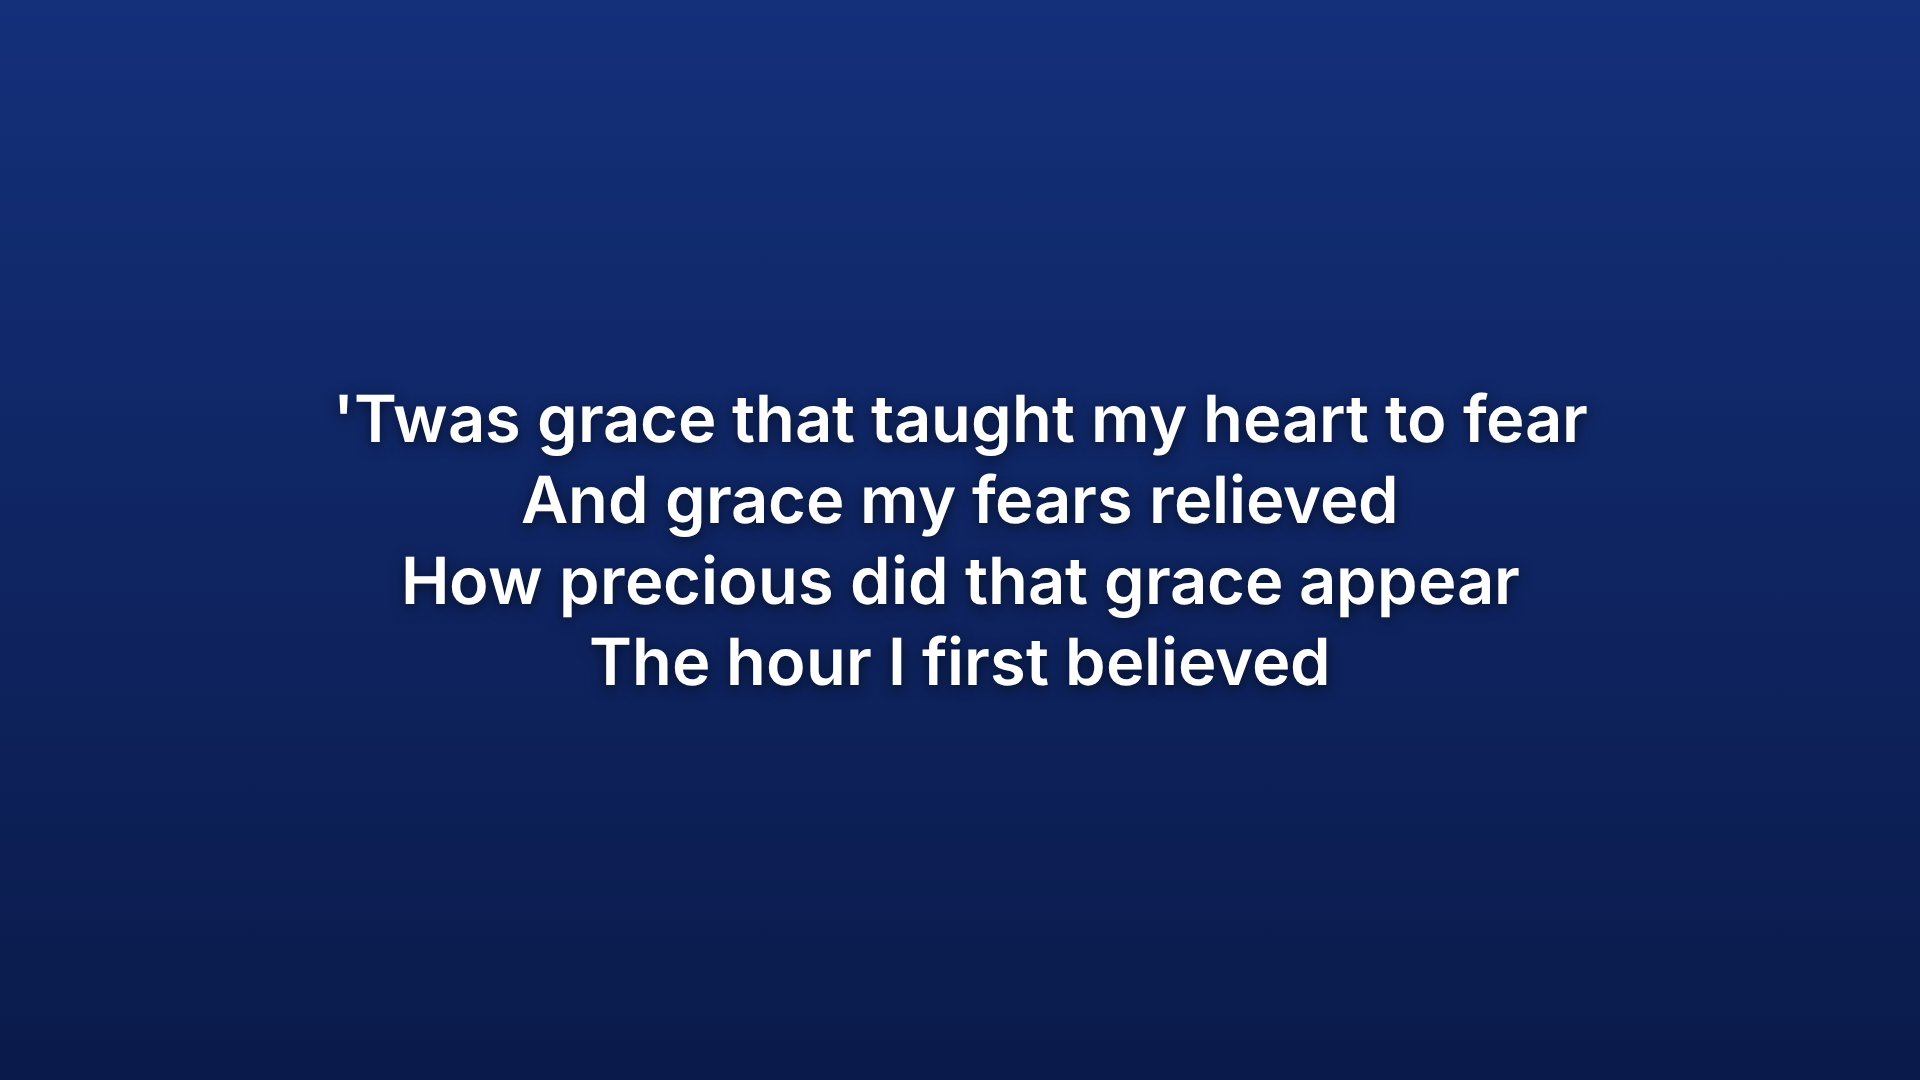 'Twas grace that taught my heart to fear
And grace my fears relieved
How precious did that grace appear
The hour I first believed